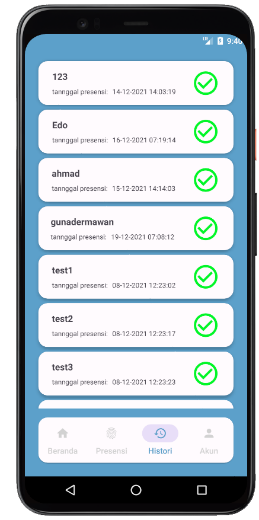 9:40
123
tannggal presensi: 14-12-2021 14:03:19
Edo
tannggal presensi: 16-12-2021 07:19:14
ahmad
tannggal presensi: 15-12-2021 14:14:03
gunadermawan
tanggal presensi: 19-12-2021 07:08:12
test1
tannggal presensi: 08-12-2021 12:23:02
test2
tannggal presensi: 08-12-2021 12:23:17
test3
tannggal presensi: 08-12-2021 12:23:23
Beranda
Presensi
Histori
Akun